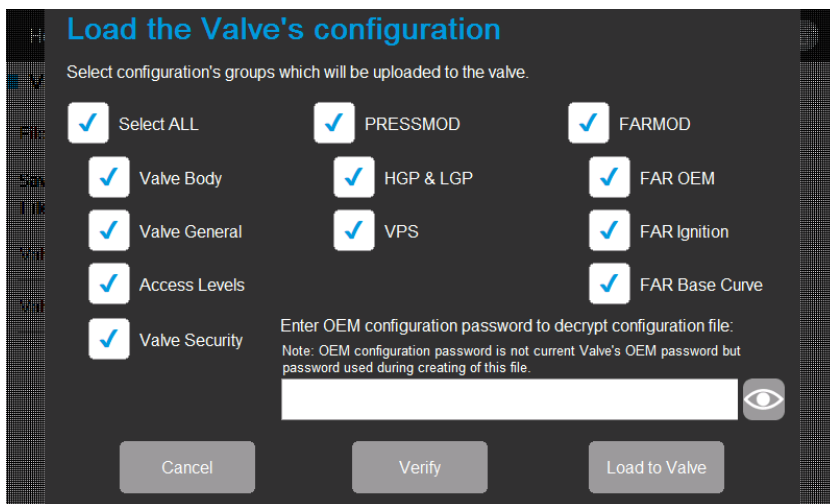 Load the Valve's configuration
Select configuration's groups which will be uploaded to the valve.
Select ALL
PRESSMOD
FARMOD
Valve Body
HGP & LGP
FAR OEM
Valve General
VPS
FAR Ignition
Access Levels
FAR Base Curve
Valve Security
Enter OEM configuration password to decrypt configuration file:
Note: OEM configuration password is not current Valve's OEM password but
password used during creating of this file.
Cancel
Verify
Load to Valve